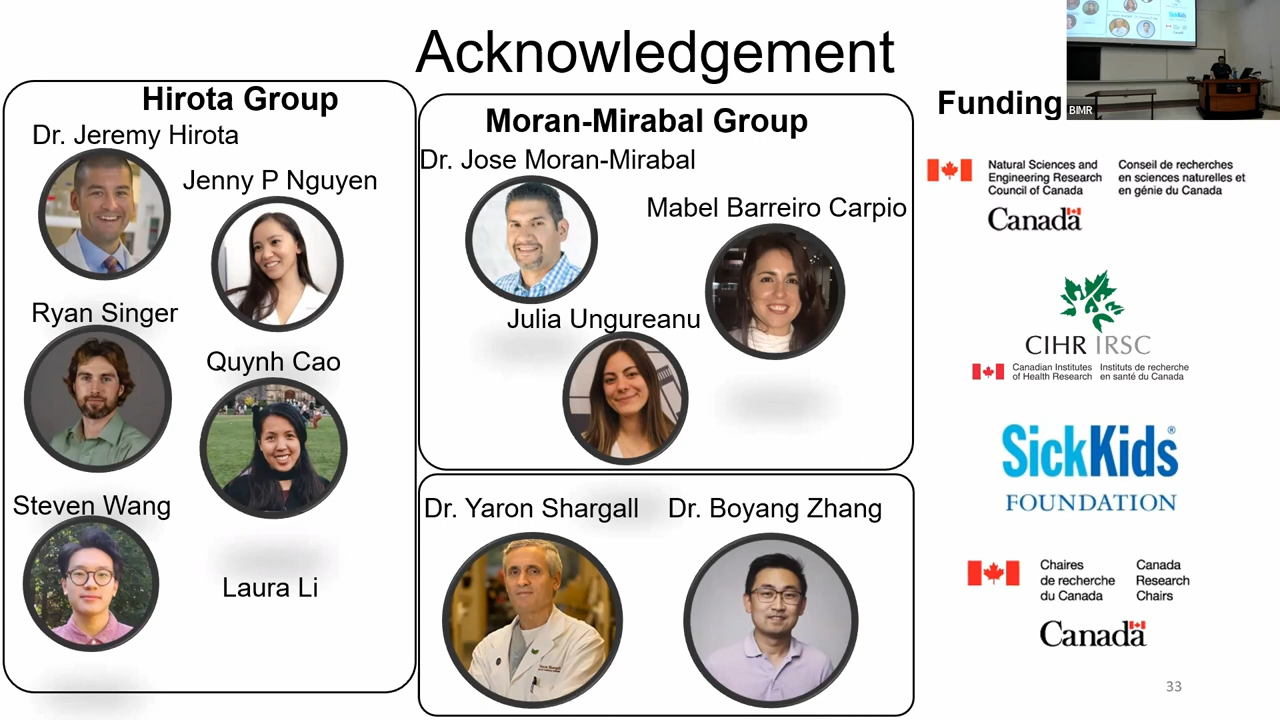 Acknowledgement
Hirota Group
Dr. Jeremy Hirota
Jenny P Nguyen
Ryan Singer
Quynh Cao
Steven Wang
Laura Li
Moran-Mirabal Group
Dr. Jose Moran-Mirabal
Mabel Barreiro Carpio
Julia Ungureanu
Dr. Yaron Shargall
Dr. Boyang Zhang
Funding
Natural Sciences and
Engineering Research
Council of Canada
Conseil de recherches
en sciences naturelles et
en génie du Canada
Canada
CIHR IRSC
Canadian Institutes
of Health Research
Instituts de recherche
en santé du Canada
SickKids®
FOUNDATION
Chaires
de recherche
du Canada
Canada
Research
Chairs
Canada
33
SickKids
BIMR